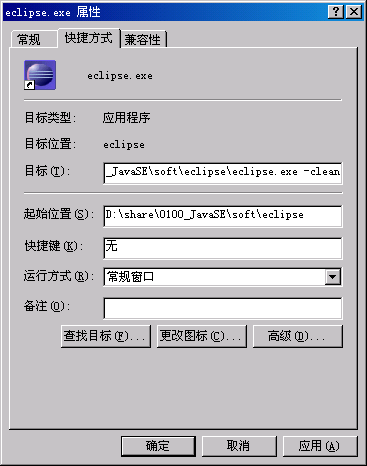 eclipse.exe 属性
常规 快捷方式 兼容性
eclipse.exe
目标类型: 应用程序
目标位置: eclipse
目标(T): _JavaSE\soft\eclipse\eclipse.exe -clean
起始位置(S): D:\share\0100_JavaSE\soft\eclipse
快捷键(K): 无
运行方式(R): 常规窗口
备注(O):
查找目标(F)... 更改图标(C)... 高级(D)...
确定 取消 应用(A)